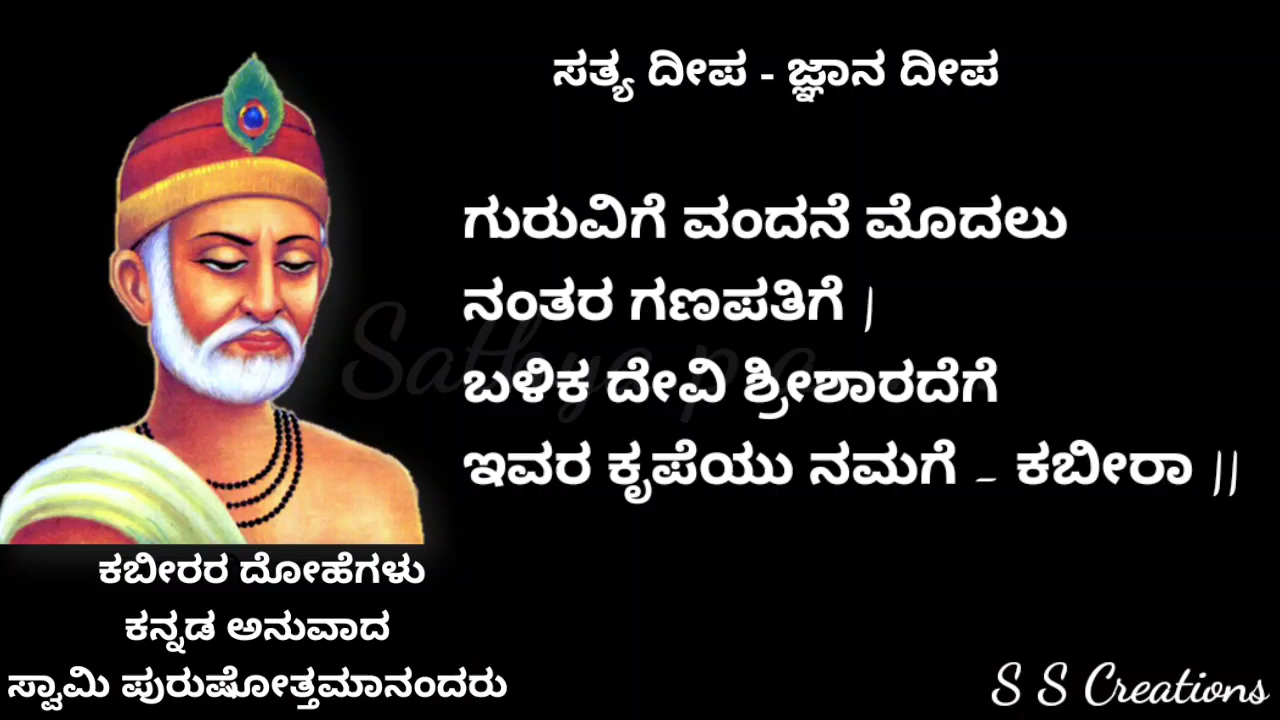 ಸತ್ಯ ದೀಪ - ಜ್ಞಾನ ದೀಪ
ಗುರುವಿಗೆ ವಂದನೆ ಮೊದಲು
ನಂತರ ಗಣಪತಿಗೆ |
ಬಳಿಕ ದೇವಿ ಶ್ರೀಶಾರದೆಗೆ
ಇವರ ಕೃಪೆಯು ನಮಗೆ - ಕಬೀರಾ ||
ಕಬೀರರ ದೋಹೆಗಳು
ಕನ್ನಡ ಅನುವಾದ
ಸ್ವಾಮಿ ಪುರುಷೋತ್ತಮಾನಂದರು
S S Creations